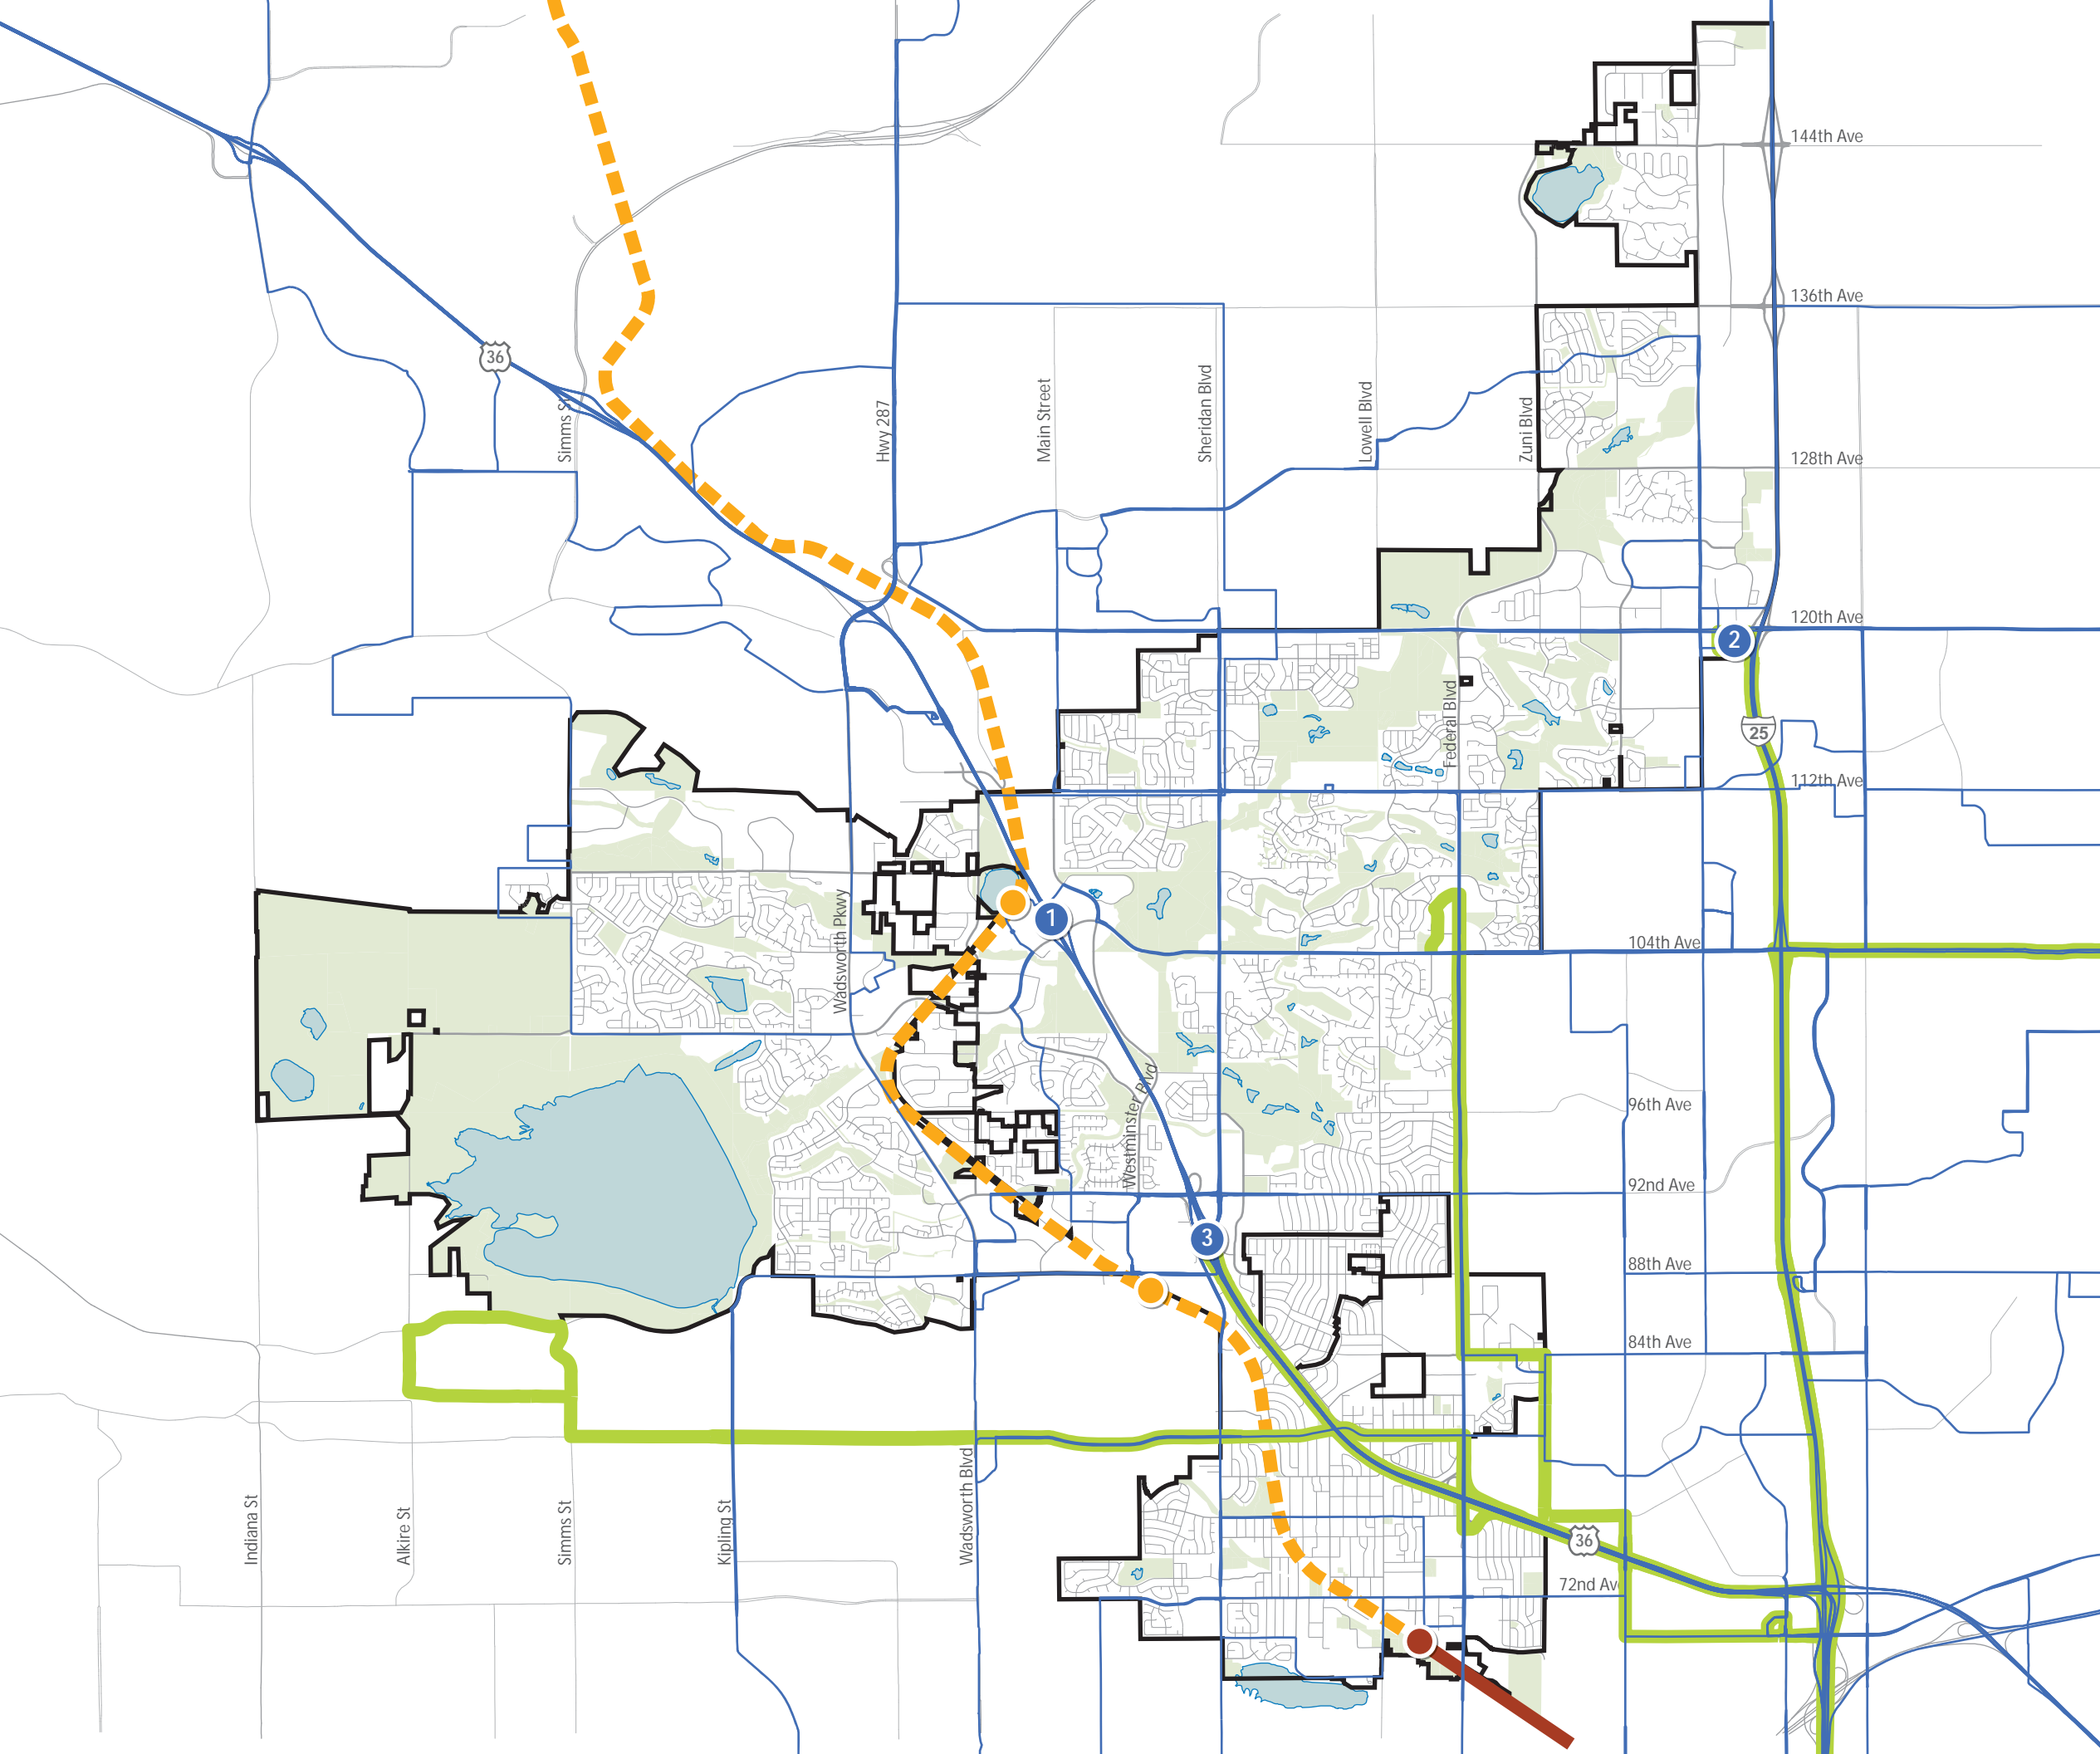 144th Ave
136th Ave
36
Simms St
Hwy 287
Main Street
Sheridan Blvd
Lowell Blvd
Zuni Blvd
128th Ave
120th Ave
2
Federal Blvd
25
112th Ave
Wadsworth Pkwy
1
104th Ave
Westminster Blvd
96th Ave
92nd Ave
3
88th Ave
84th Ave
Indiana St
Alkire St
Simms St
Kipling St
Wadsworth Blvd
36
72nd Ave